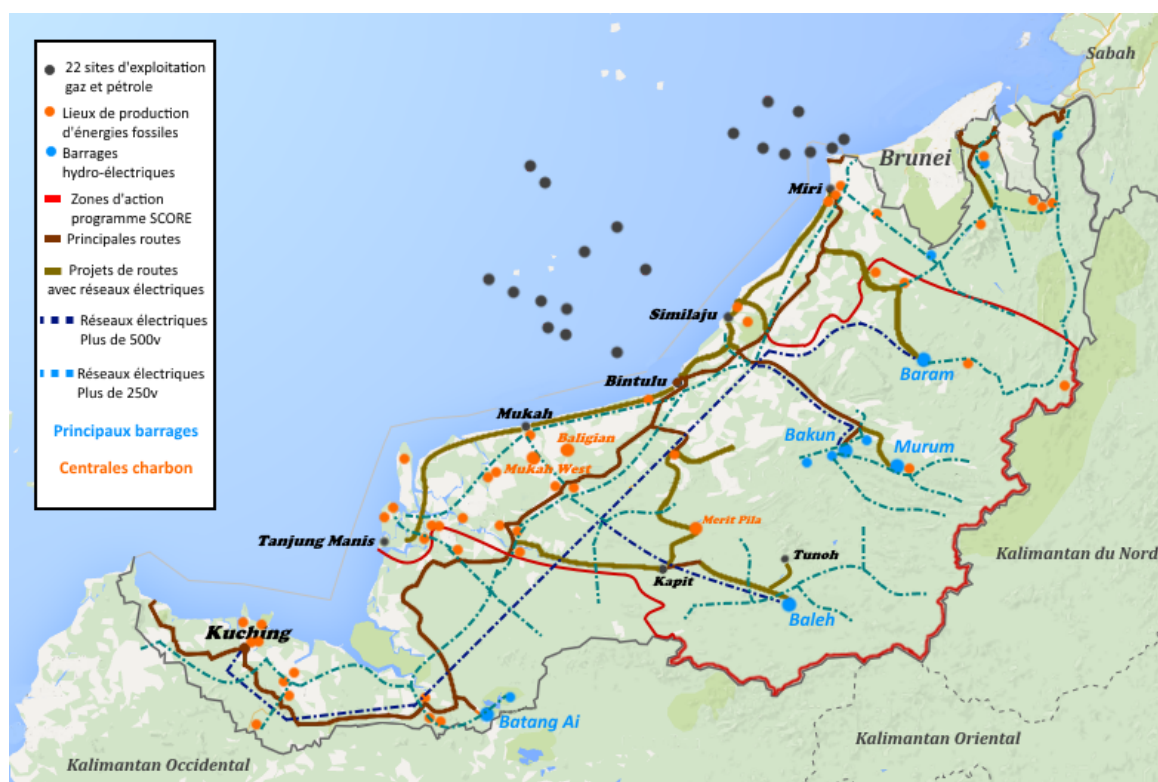 22 sites d'exploitation
gaz et pétrole
Lieux de production
d'énergies fossiles
Barrages
hydro-électriques
Zones d'action
programme SCORE
Principales routes
Projets de routes
avec réseaux électriques
Réseaux électriques
Plus de 500v
Réseaux électriques
Plus de 250v
Principaux barrages
Centrales charbon
Sabah
Brunei
Miri
Similaju
Baram
Bintulu
Mukah
Baligian
Bakun
Murum
Mukah West
Merit Pila
Tanjung Manis
Tunoh
Kalimantan du Nord
Kapit
Baleh
Kuching
Batang Ai
Kalimantan Oriental
Kalimantan Occidental